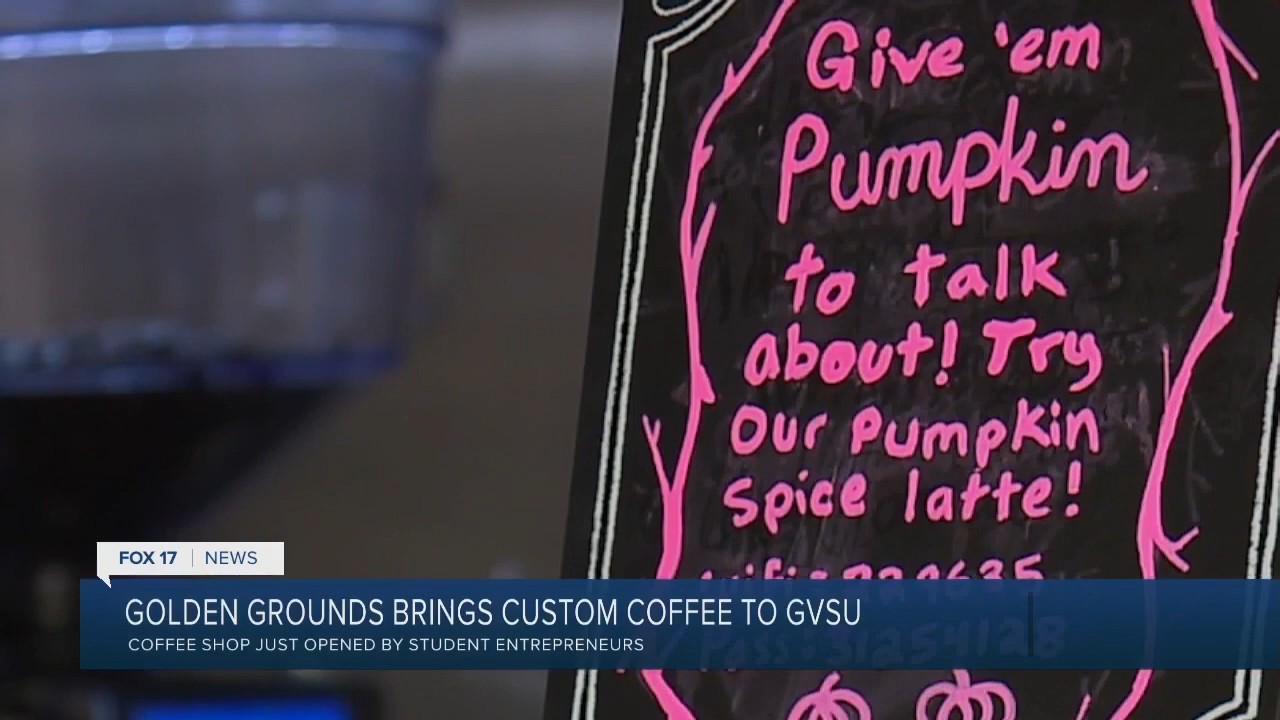 Give 'em
Pumpkin
to talk
about! Try
Our Pumpkin
spice latte!
FOX 17 | NEWS
GOLDEN GROUNDS BRINGS CUSTOM COFFEE TO GVSU
COFFEE SHOP JUST OPENED BY STUDENT ENTREPRENEURS